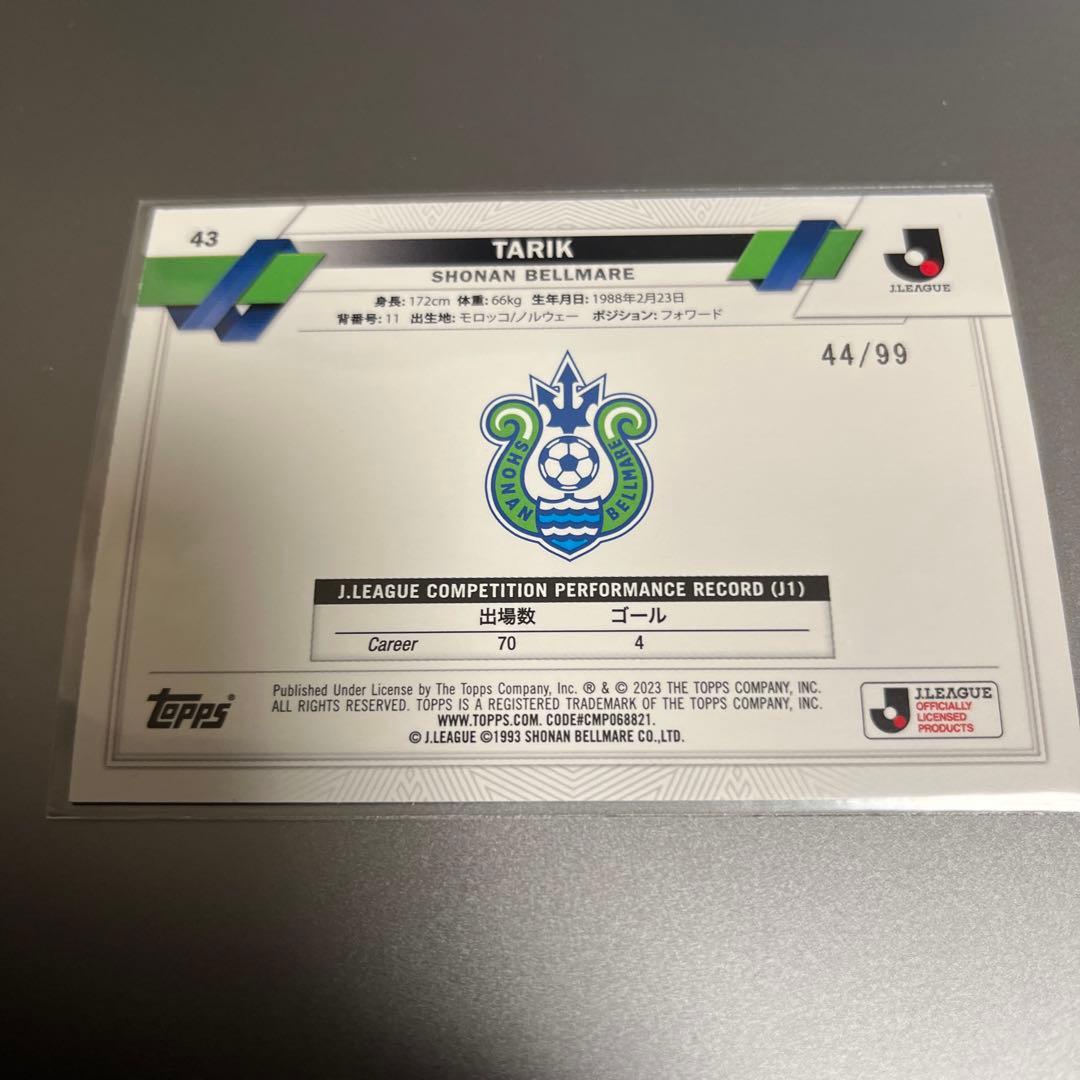 43
TARIK
SHONAN BELLMARE
J.LEAGUE
身長: 172cm 体重: 66kg 生年月日: 1988年2月23日
背番号: 11 出生地: モロッコ/ノルウェー ポジション: フォワード
44/99
SHONAN BELLMARE
J.LEAGUE COMPETITION PERFORMANCE RECORD (J1)
出場数 ゴール
Career 70 4
Topps®
Published Under License by The Topps Company, Inc. ® & © 2023 THE TOPPS COMPANY, INC.
ALL RIGHTS RESERVED. TOPPS IS A REGISTERED TRADEMARK OF THE TOPPS COMPANY, INC.
WWW.TOPPS.COM. CODE#CMP068821.
© J.LEAGUE ©1993 SHONAN BELLMARE CO.,LTD.
J.LEAGUE
OFFICIALLY
LICENSED
PRODUCTS